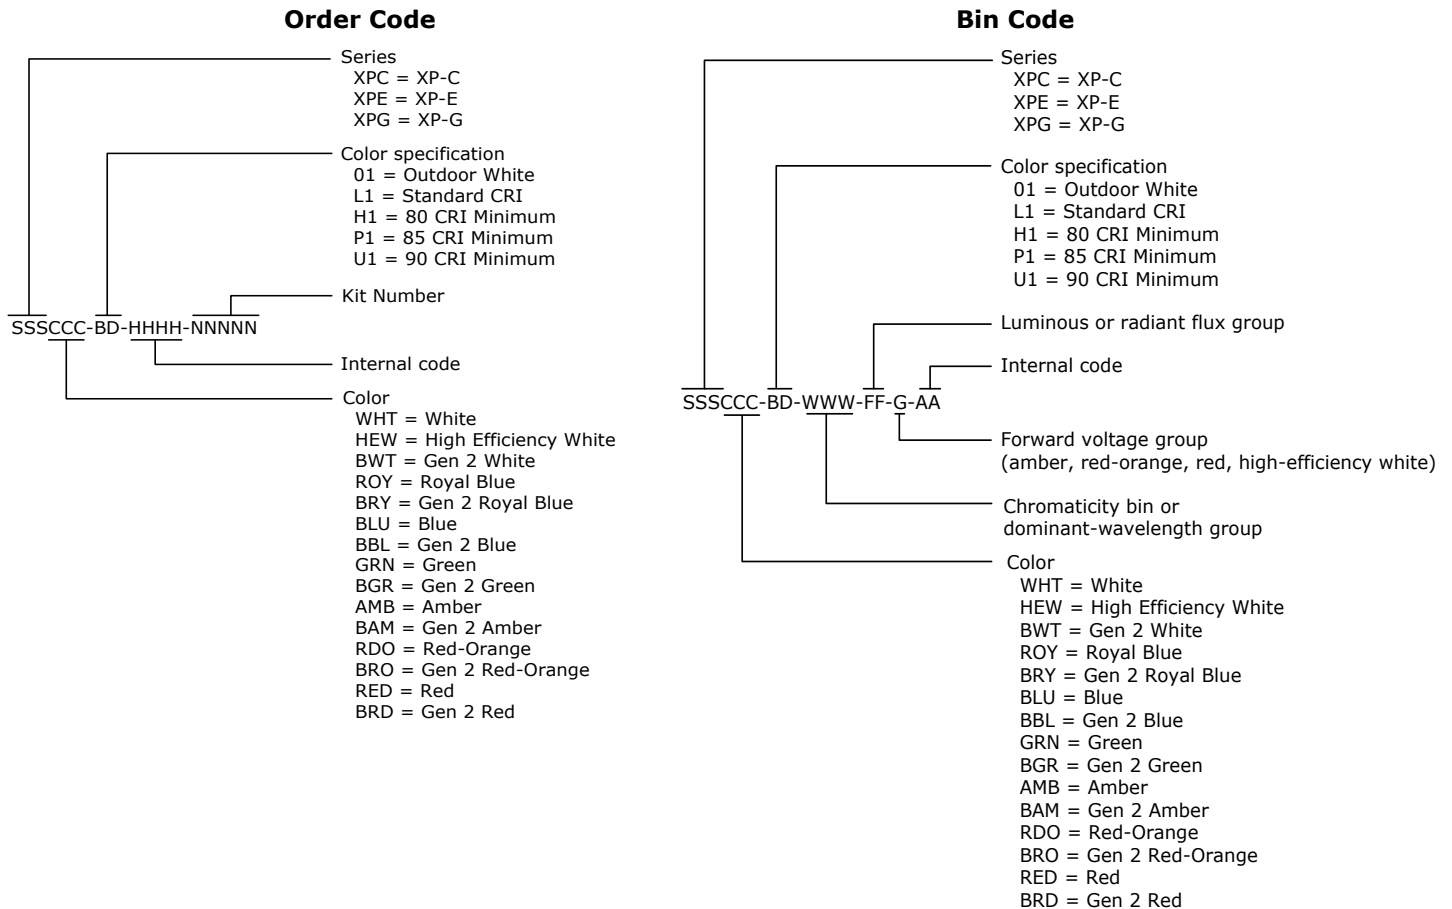 Order Code
Series
XPC = XP-C
XPE = XP-E
XPG = XP-G
Color specification
01 = Outdoor White
L1 = Standard CRI
H1 = 80 CRI Minimum
P1 = 85 CRI Minimum
U1 = 90 CRI Minimum
Kit Number
SSSCCC-BD-HHHH-NNNNN
Internal code
Color
WHT = White
HEW = High Efficiency White
BWT = Gen 2 White
ROY = Royal Blue
BRY = Gen 2 Royal Blue
BLU = Blue
BBL = Gen 2 Blue
GRN = Green
BGR = Gen 2 Green
AMB = Amber
BAM = Gen 2 Amber
RDO = Red-Orange
BRO = Gen 2 Red-Orange
RED = Red
BRD = Gen 2 Red
Bin Code
Series
XPC = XP-C
XPE = XP-E
XPG = XP-G
Color specification
01 = Outdoor White
L1 = Standard CRI
H1 = 80 CRI Minimum
P1 = 85 CRI Minimum
U1 = 90 CRI Minimum
Luminous or radiant flux group
Internal code
SSSCCC-BD-WWW-FF-G-AA
Forward voltage group
(amber, red-orange, red, high-efficiency white)
Chromaticity bin or
dominant-wavelength group
Color
WHT = White
HEW = High Efficiency White
BWT = Gen 2 White
ROY = Royal Blue
BRY = Gen 2 Royal Blue
BLU = Blue
BBL = Gen 2 Blue
GRN = Green
BGR = Gen 2 Green
AMB = Amber
BAM = Gen 2 Amber
RDO = Red-Orange
BRO = Gen 2 Red-Orange
RED = Red
BRD = Gen 2 Red